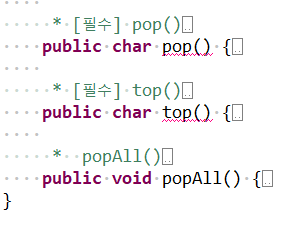 * [필수] pop()
public char pop() {
* [필수] top()
public char top() {
* popAll()
public void popAll() {
}